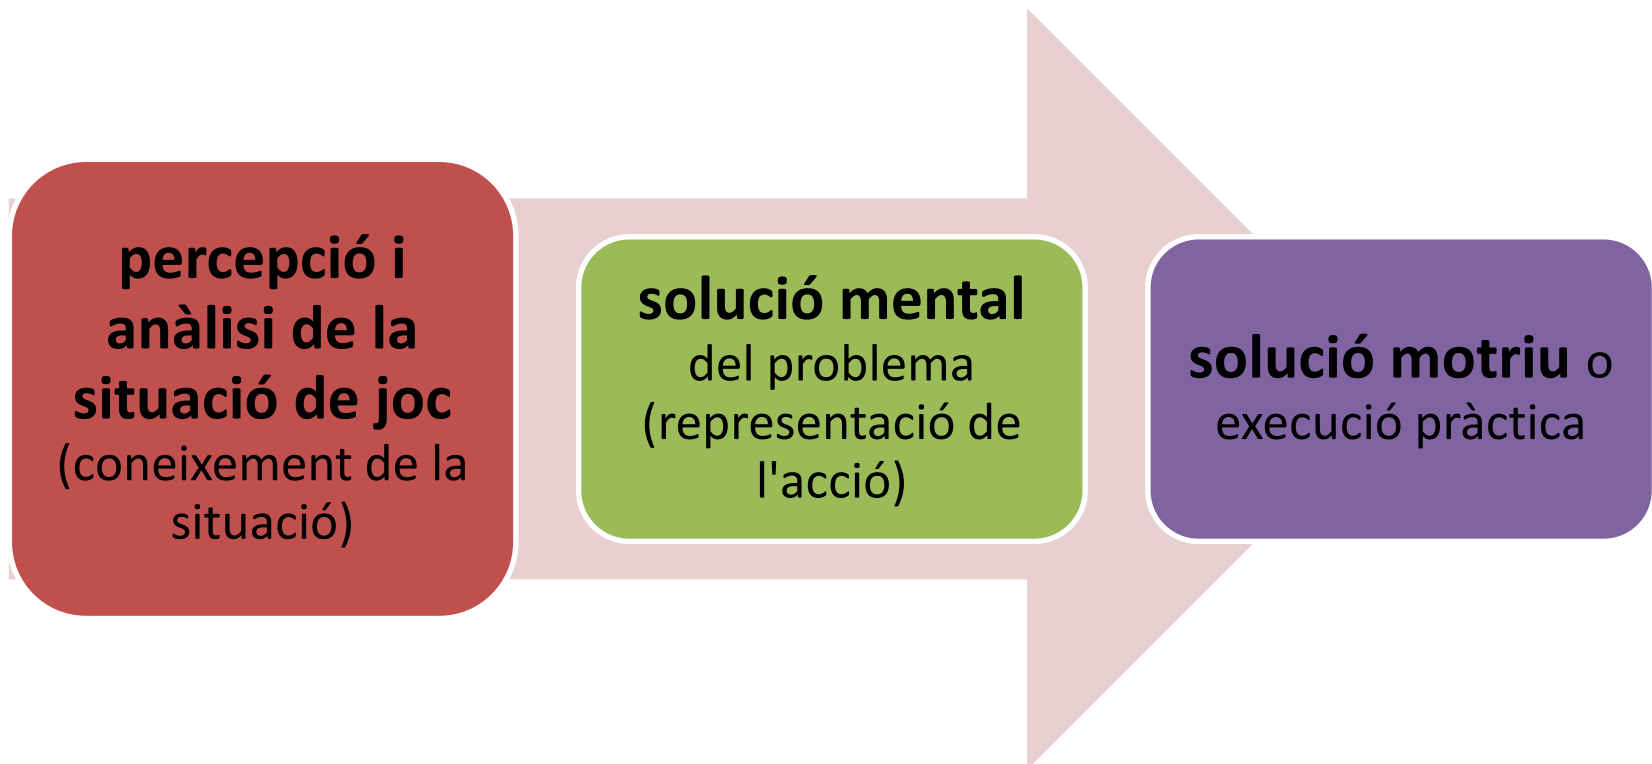 percepció i
anàlisi de la
situació de joc
(coneixement de la
situació)
solució mental
del problema
(representació de
l'acció)
solució motriu o
execució pràctica